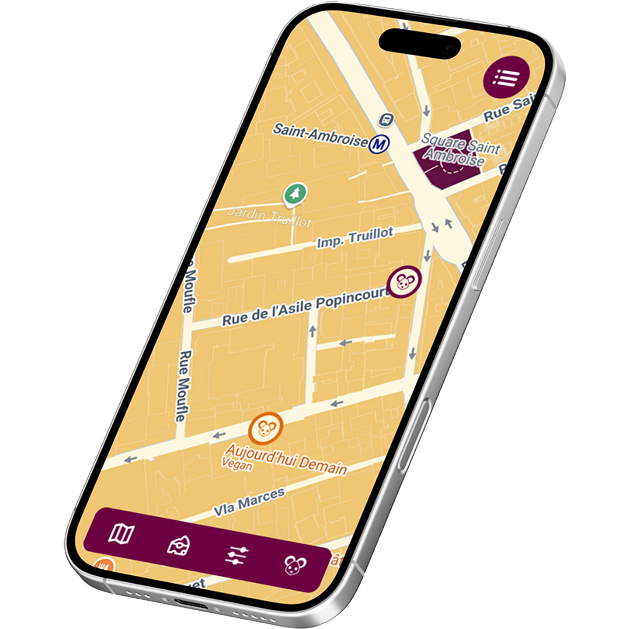 Rue Sai
Saint-Ambroise
M
Square Saint
Ambroise
Jardin Truillot
Imp. Truillot
Rue Moufle
Rue de l'Asile Popincourt
Rue Moufle
Aujourd'hui Demain
Vegan
Vla Marces